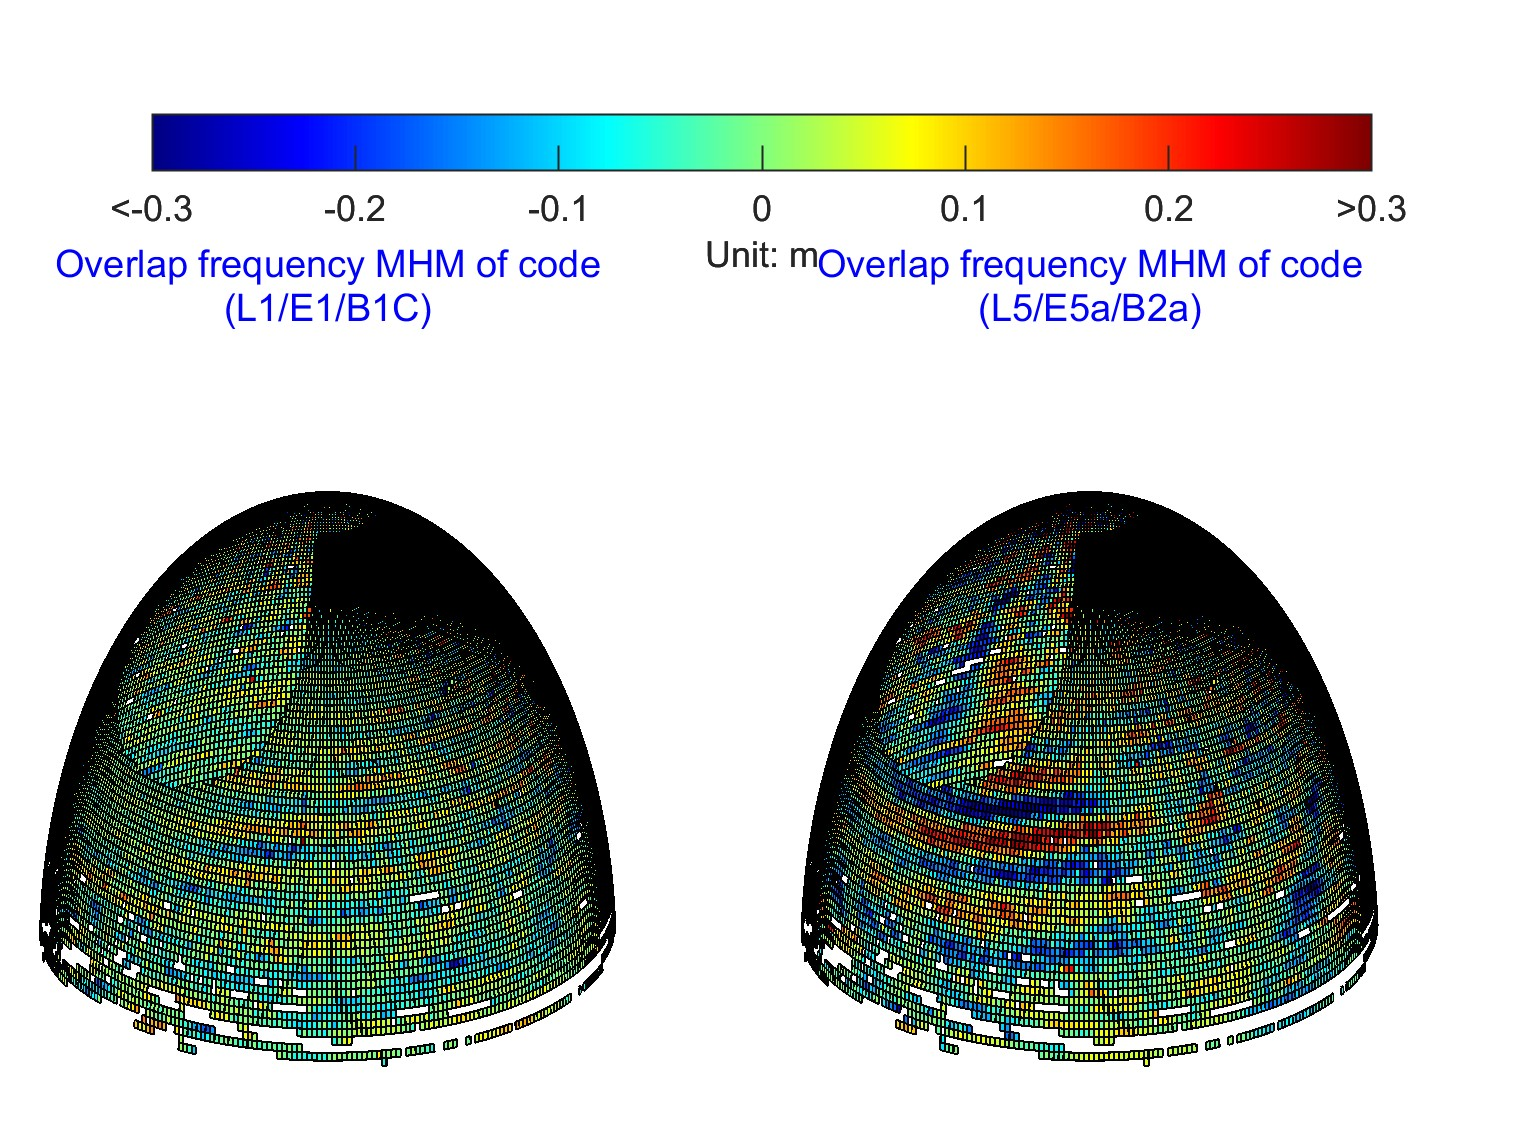 <-0.3 -0.2 -0.1 0 0.1 0.2 >0.3
Unit: m
Overlap frequency MHM of code
(L1/E1/B1C)
Overlap frequency MHM of code
(L5/E5a/B2a)